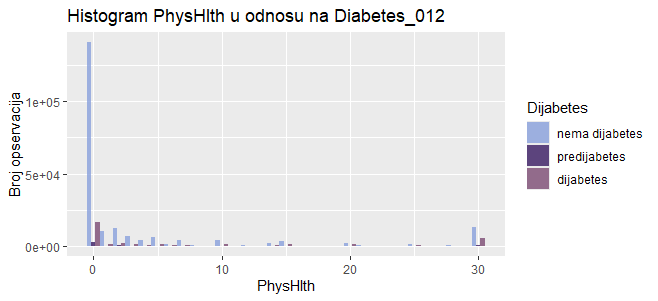 Histogram PhysHlth u odnosu na Diabetes_012
Broj opservacija
1e+05
5e+04
0e+00
0
10
20
30
PhysHlth
Dijabetes
nema dijabetes
predijabetes
dijabetes